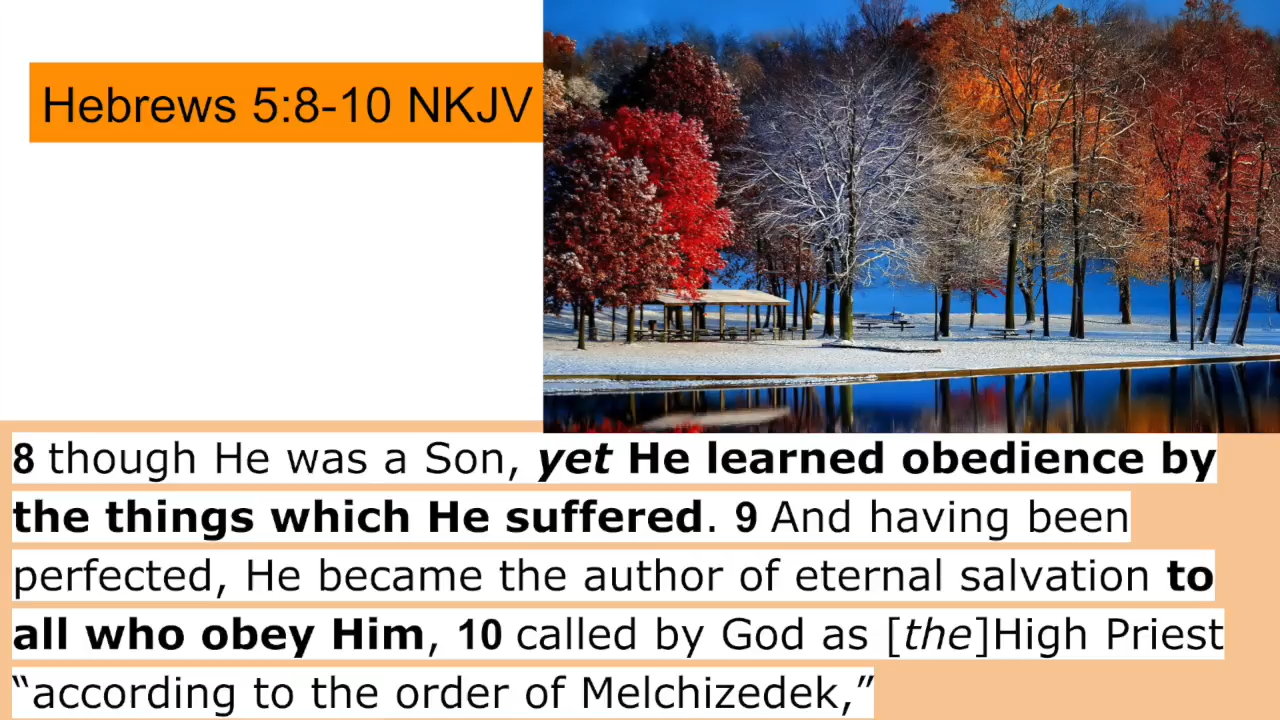 Hebrews 5:8-10 NKJV
8 though He was a Son, yet He learned obedience by
the things which He suffered. 9 And having been
perfected, He became the author of eternal salvation to
all who obey Him, 10 called by God as [the]High Priest
“according to the order of Melchizedek,”